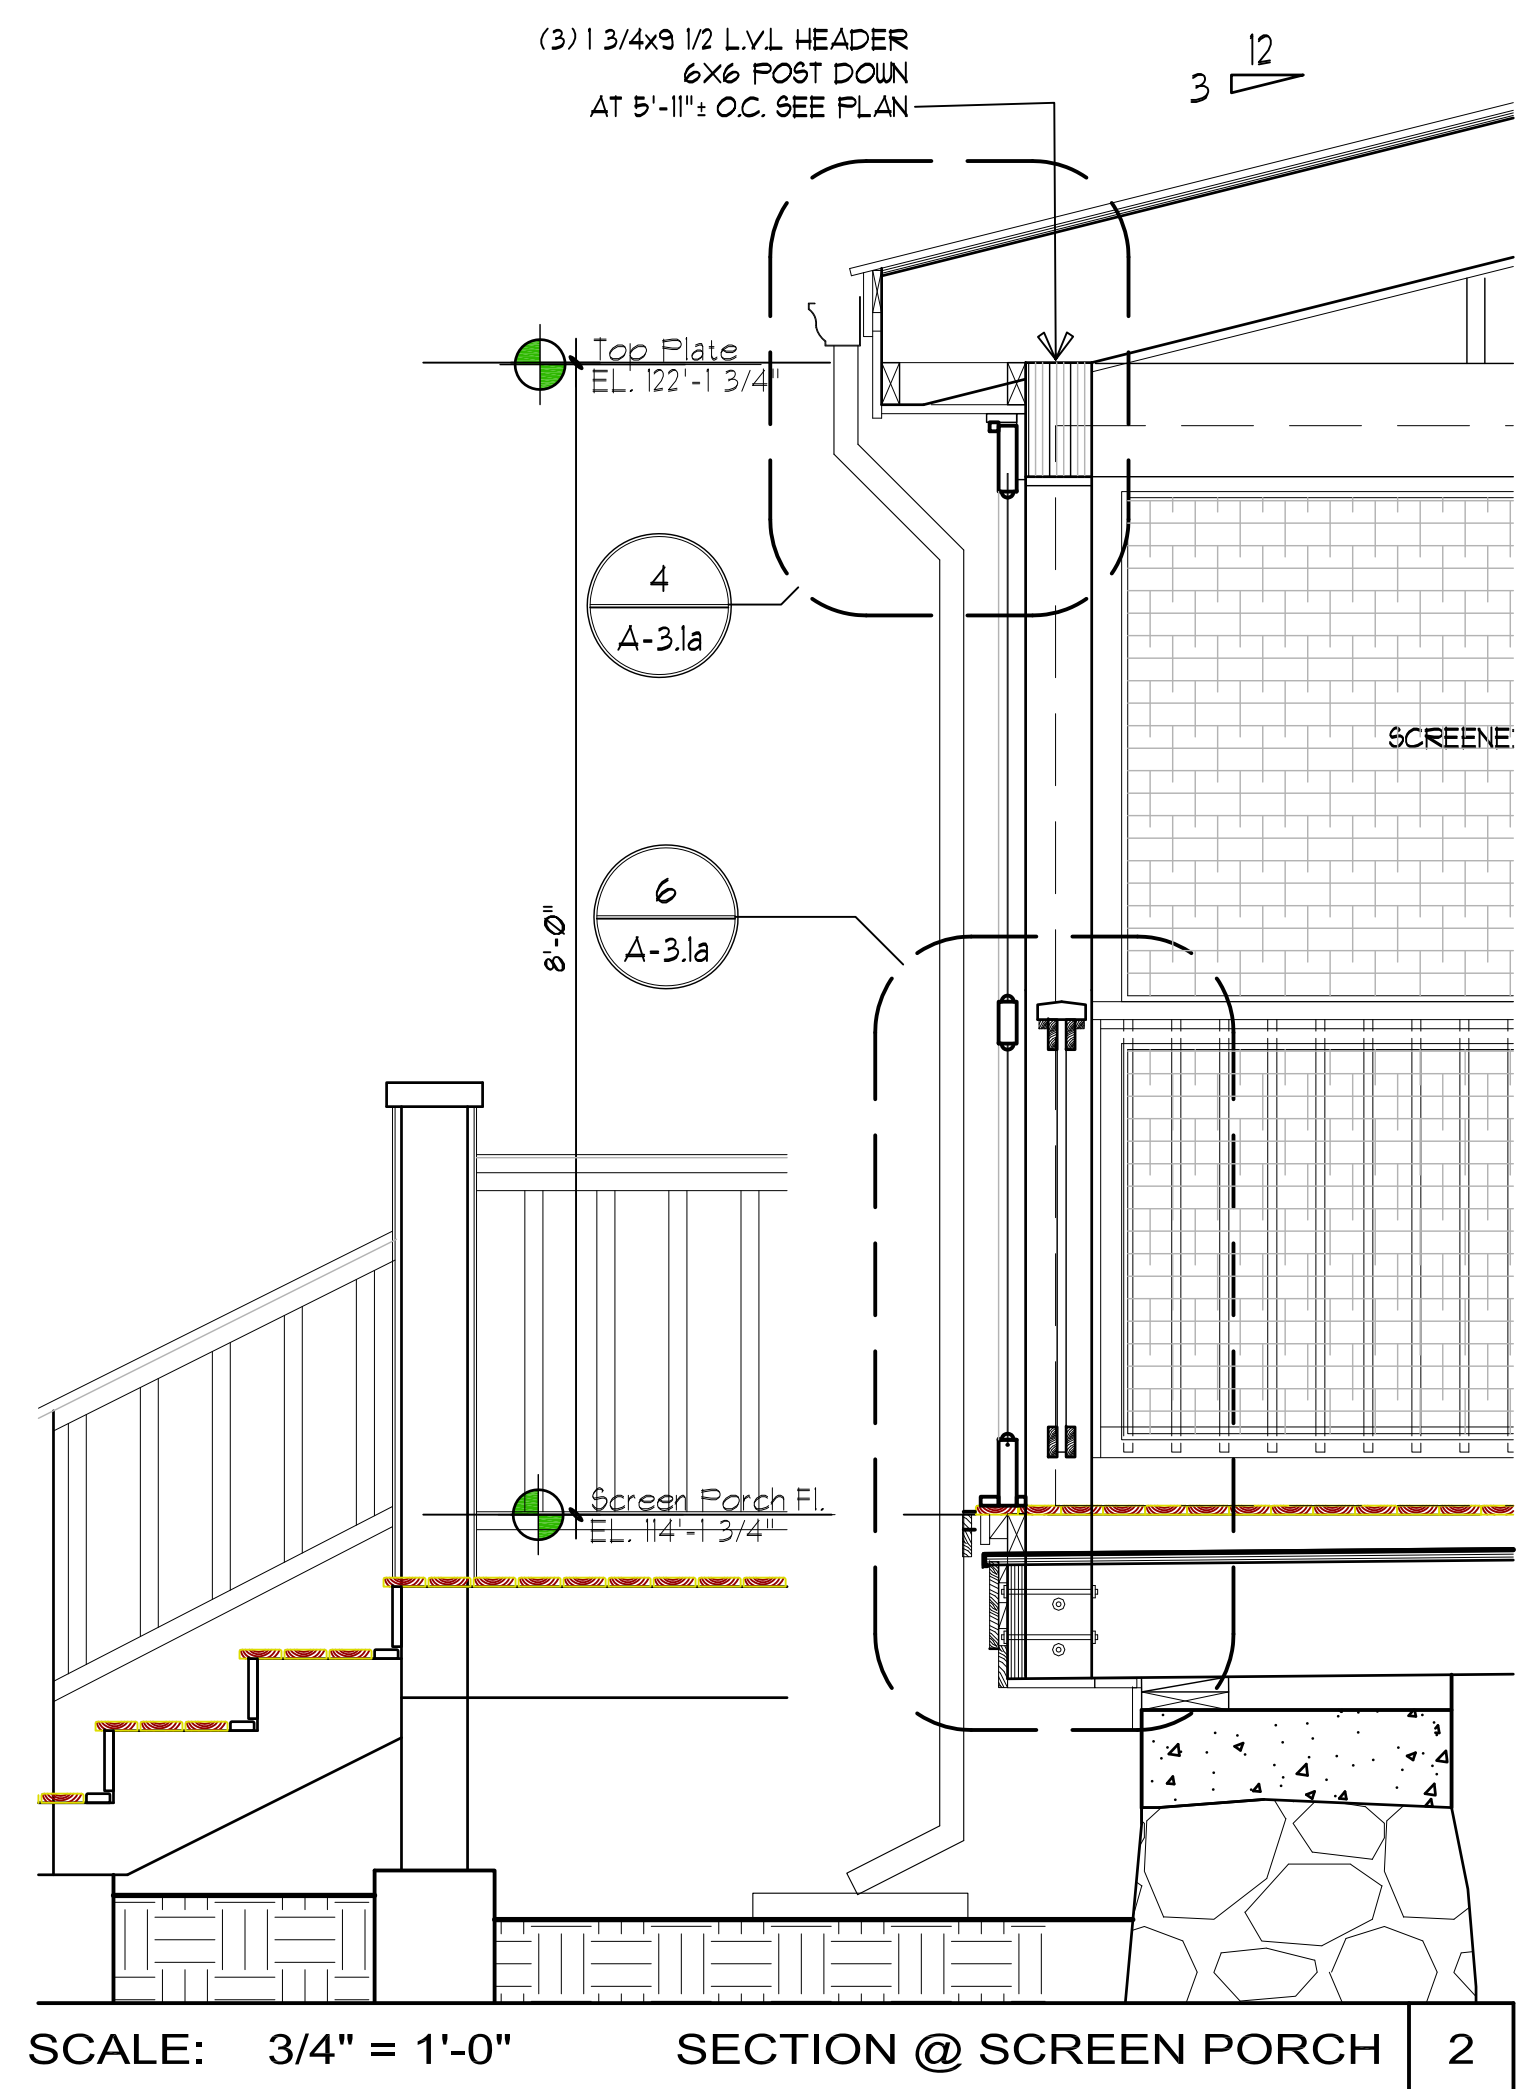 (3) 1 3/4x9 1/2 L.V.L HEADER
6X6 POST DOWN
AT 5'-11"± O.C. SEE PLAN
12
3
Top Plate
EL. 122'-1 3/4"
4
A-3.1a
SCREENE
6
A-3.1a
8'-0"
Screen Porch Fl.
EL. 114'-1 3/4"
SCALE: 3/4" = 1'-0"
SECTION @ SCREEN PORCH
2